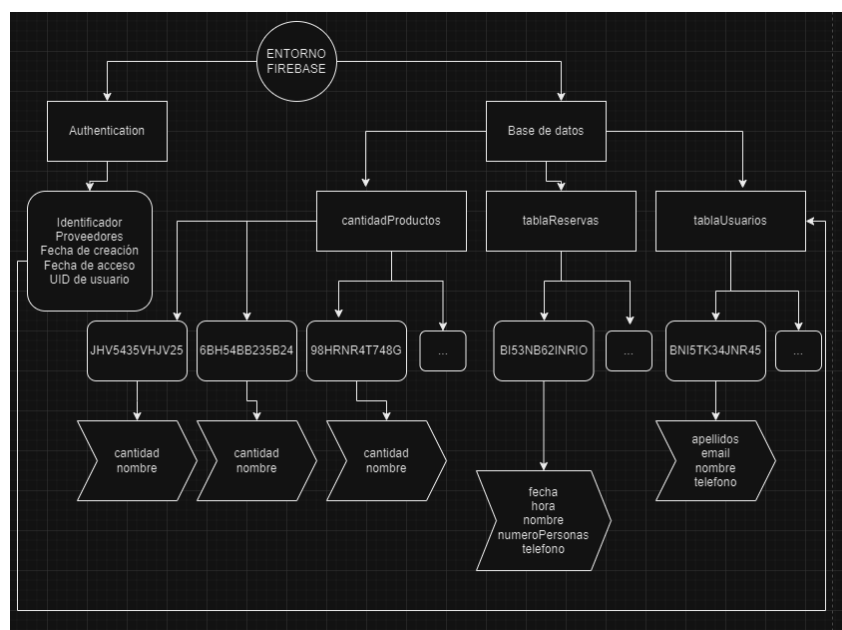 ENTORNO
FIREBASE
Authentication
Base de datos
Identificador
Proveedores
Fecha de creación
Fecha de acceso
UID de usuario
cantidadProductos
tablaReservas
tablaUsuarios
JHV5435VHJV25
6BH54BB235B24
98HRNR4T748G
...
BI53NB62INRIO
...
BNI5TK34JNR45
...
cantidad
nombre
cantidad
nombre
cantidad
nombre
fecha
hora
nombre
numeroPersonas
telefono
apellidos
email
nombre
telefono